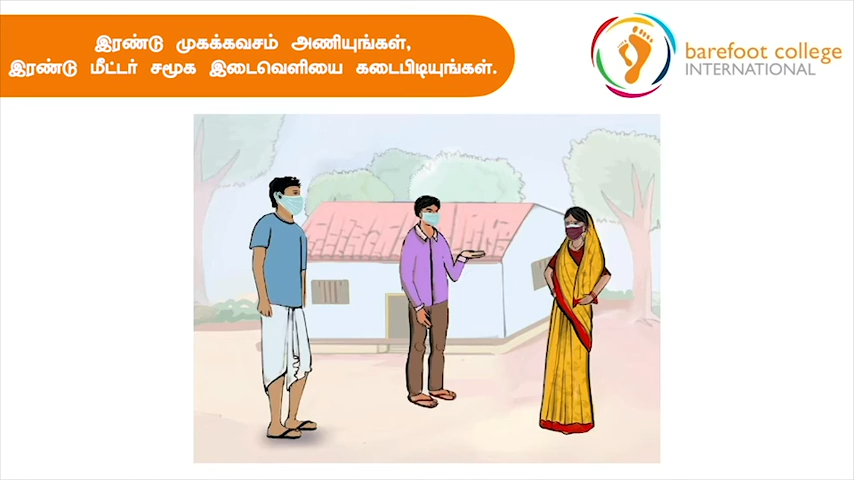 இரண்டு முகக்கவசம் அணியுங்கள்,
இரண்டு மீட்டர் சமூக இடைவெளியை கடைபிடியுங்கள்.
barefoot college
INTERNATIONAL